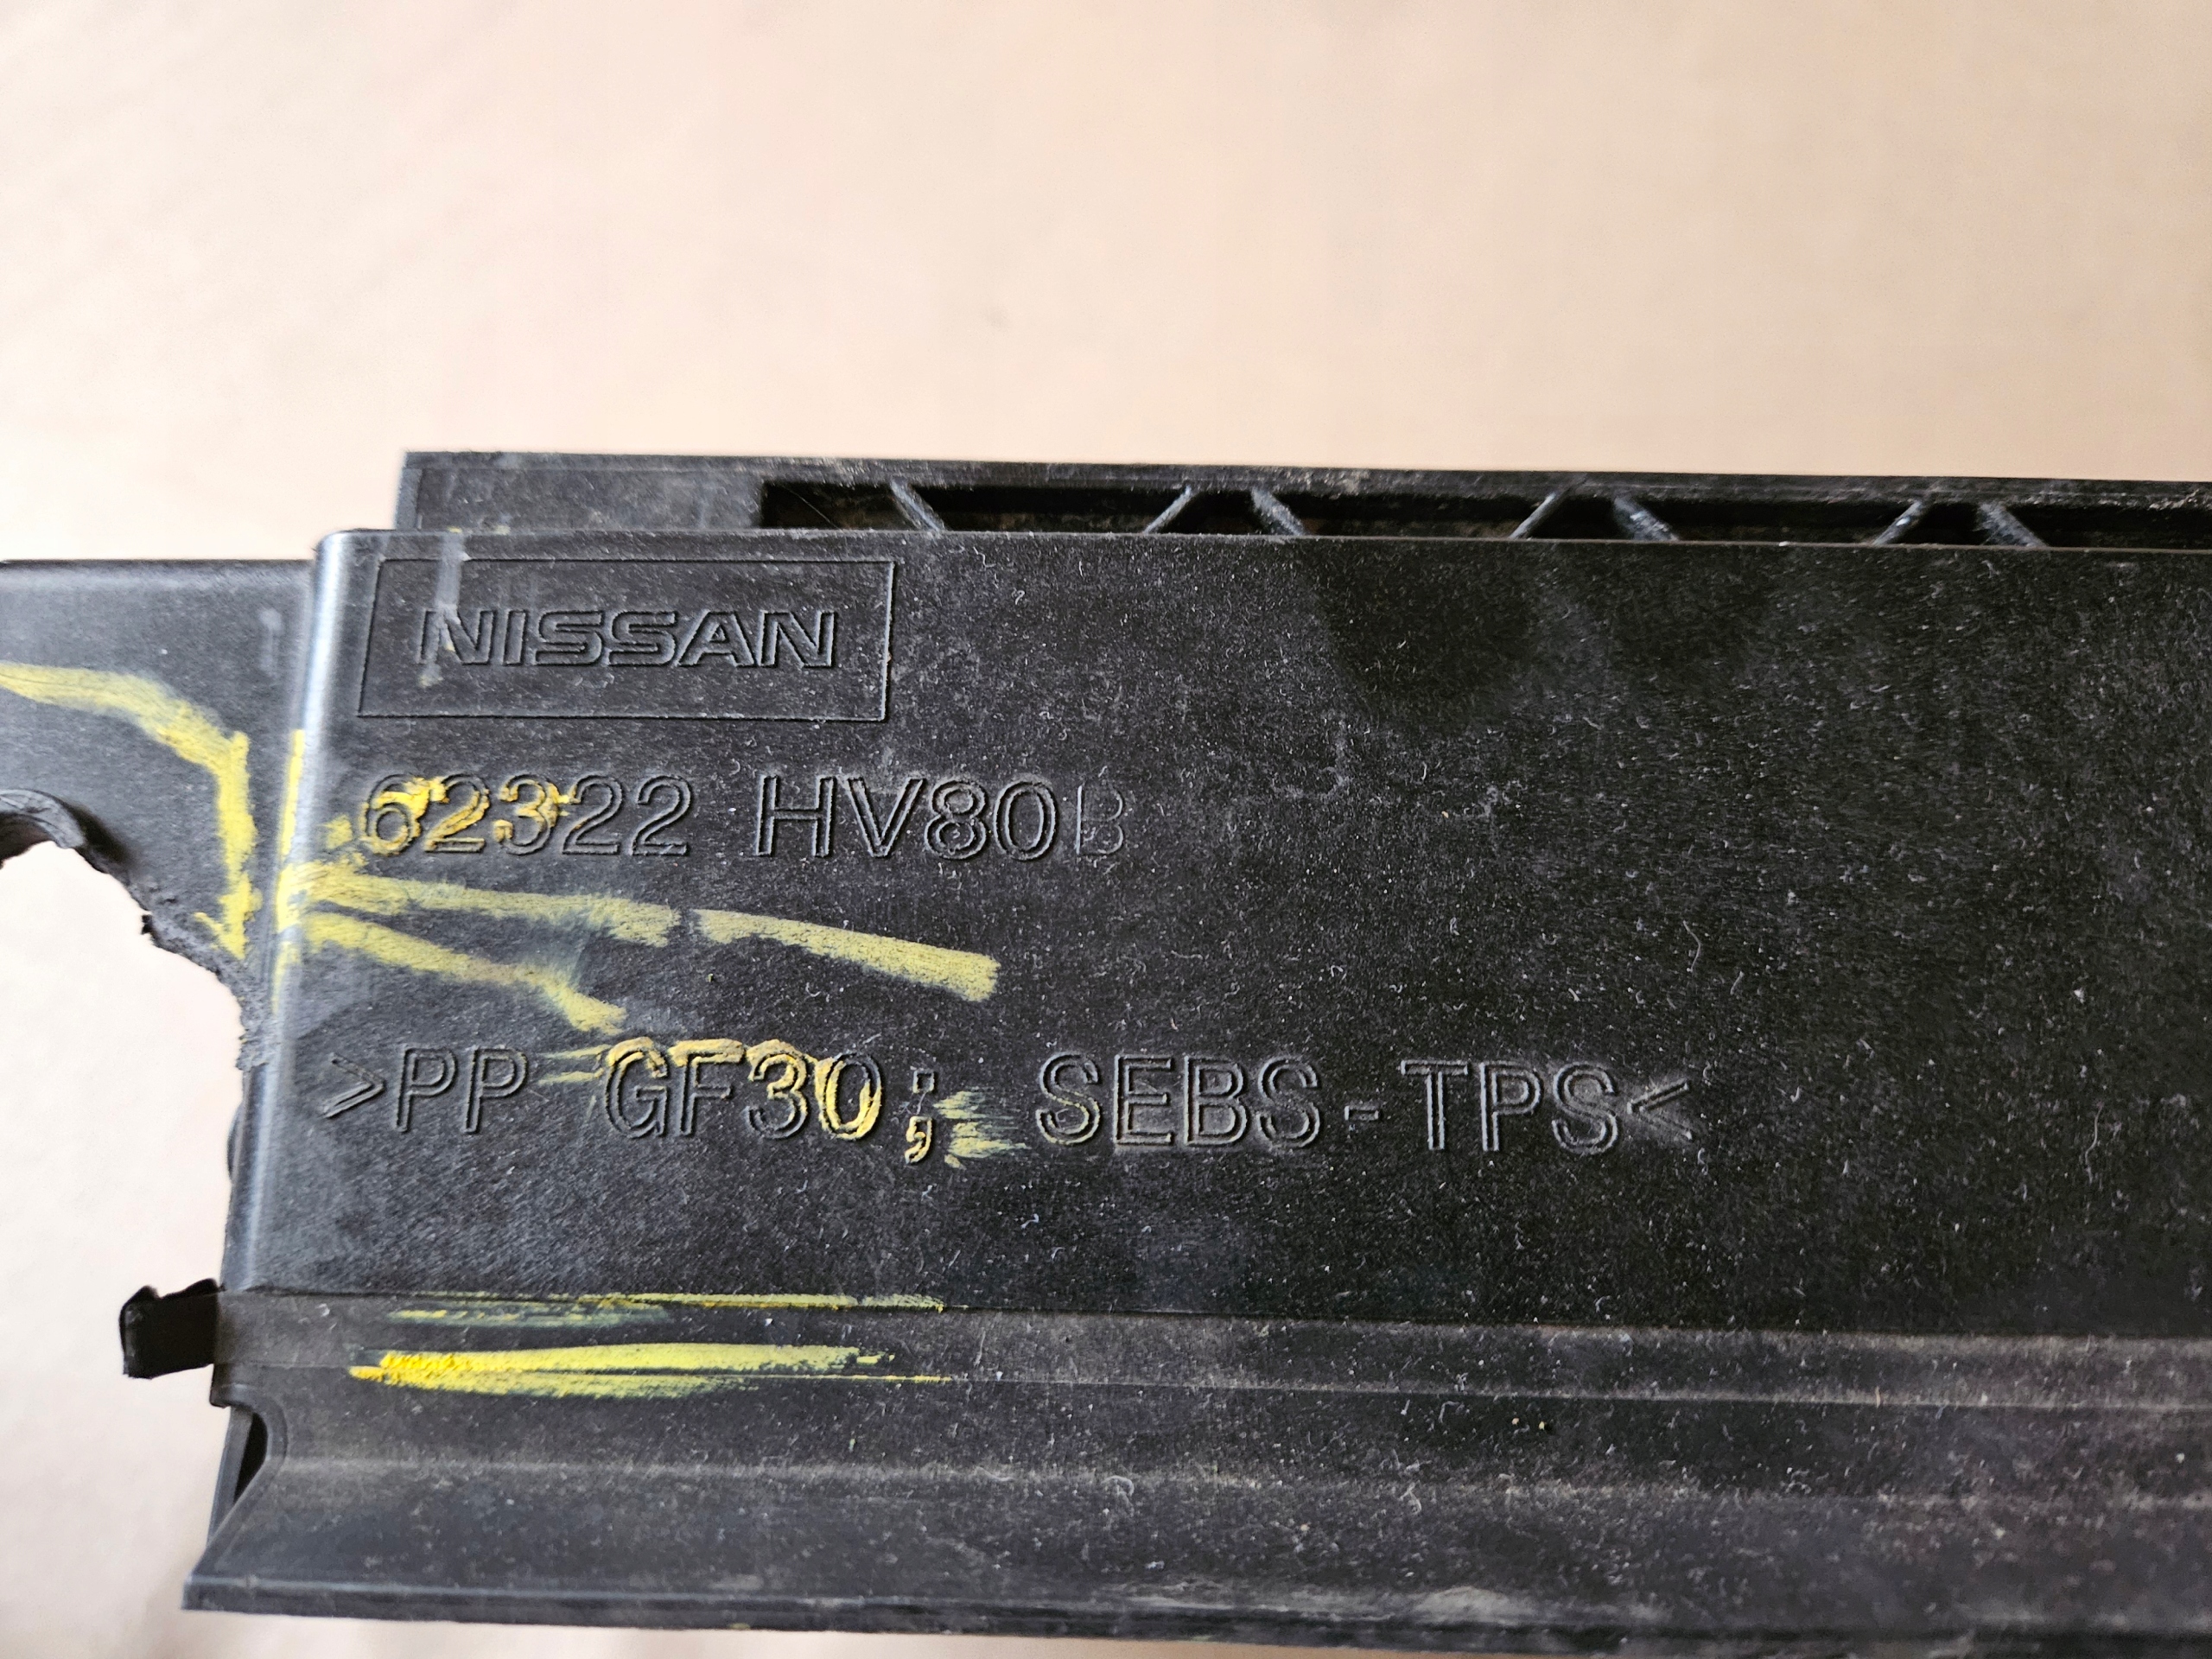 NISSAN
62322 HV80B
>PP GF30; SEBS-TPS<